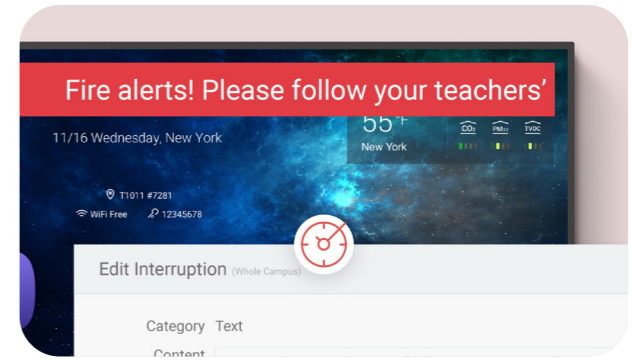 Fire alerts! Please follow your teachers’
55°F
11/16 Wednesday, New York
New York
CO₂ PM2.5 TVOC
T1011 #7281
WiFi Free 12345678
Edit Interruption (Whole Campus)
Category Text
Content